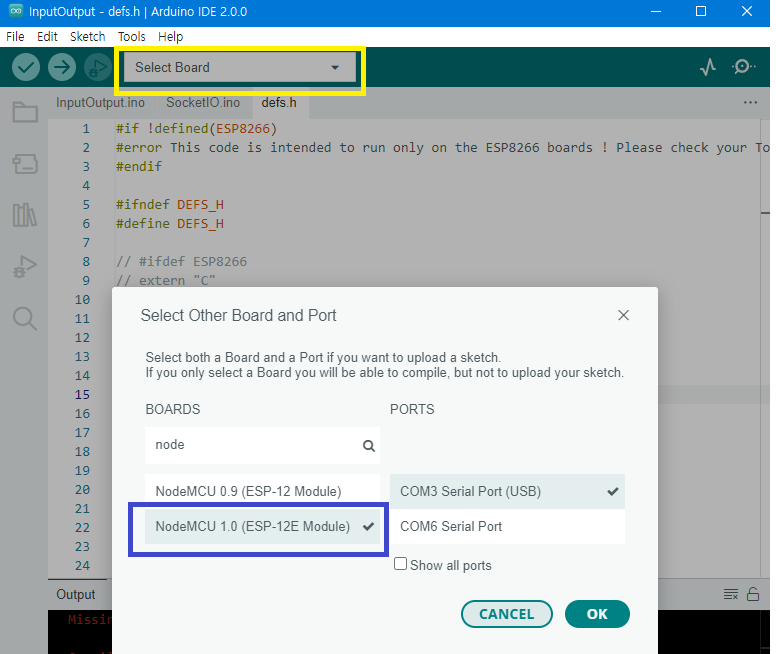 InputOutput - defs.h | Arduino IDE 2.0.0
File Edit Sketch Tools Help
Select Board
InputOutput.ino SocketIO.ino defs.h
1 #if !defined(ESP8266)
2 #error This code is intended to run only on the ESP8266 boards ! Please check your To
3 #endif
4
5 #ifndef DEFS_H
6 #define DEFS_H
7
8 // #ifdef ESP8266
9 // extern "C"
10
11
12
13
14
15
16
17
18
19
20
21
22
23
24
Select Other Board and Port
Select both a Board and a Port if you want to upload a sketch.
If you only select a Board you will be able to compile, but not to upload your sketch.
BOARDS PORTS
node
NodeMCU 0.9 (ESP-12 Module) COM3 Serial Port (USB)
NodeMCU 1.0 (ESP-12E Module) COM6 Serial Port
Show all ports
CANCEL OK
Output
Missin